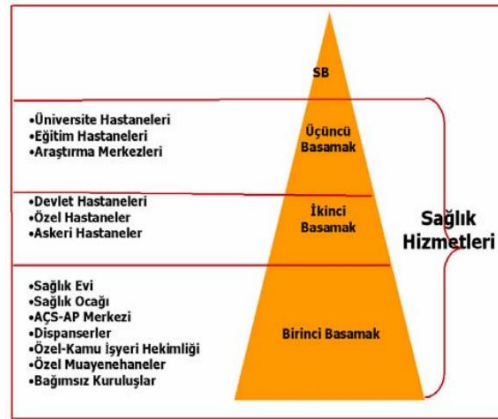 SB
•Üniversite Hastaneleri
•Eğitim Hastaneleri
•Araştırma Merkezleri
Üçüncü
Basamak
•Devlet Hastaneleri
•Özel Hastaneler
•Askeri Hastaneler
İkinci
Basamak
Sağlık
Hizmetleri
•Sağlık Evi
•Sağlık Ocağı
•AÇS-AP Merkezi
•Dispanserler
•Özel-Kamu İşyeri Hekimliği
•Özel Muayenehaneler
•Bağımsız Kuruluşlar
Birinci Basamak